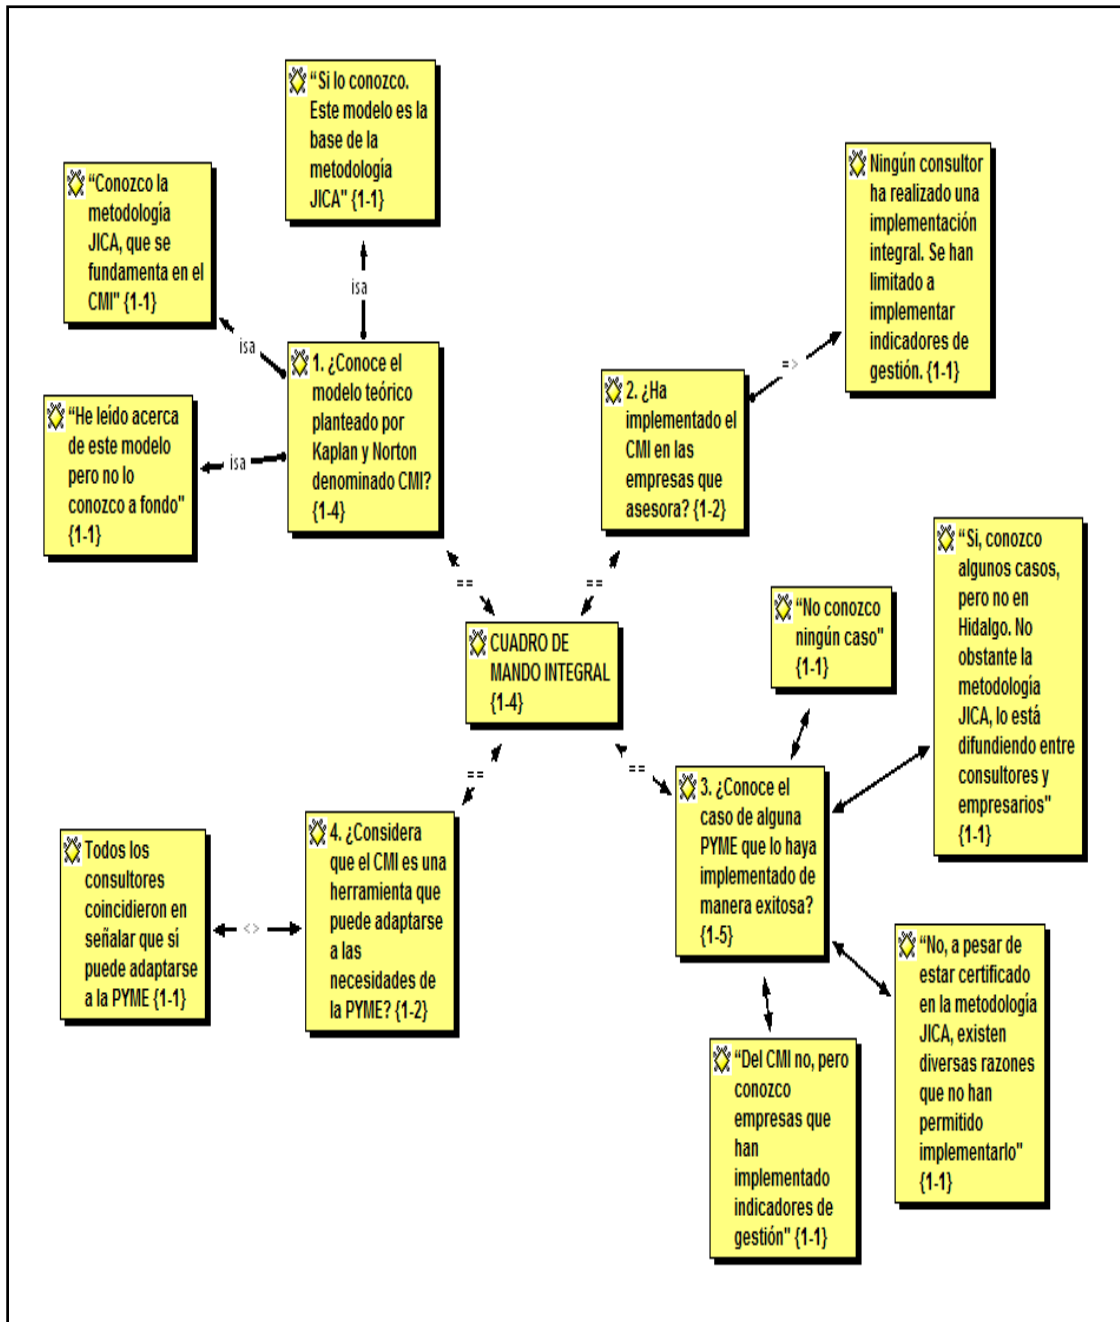 “Si lo conozco.
Este modelo es la
base de la
metodología
JICA" {1-1}
“Conozco la
metodología
JICA, que se
fundamenta en el
CMI" {1-1}
“He leído acerca
de este modelo
pero no lo
conozco a fondo"
{1-1}
isa
isa
isa
1. ¿Conoce el
modelo teórico
planteado por
Kaplan y Norton
denominado CMI?
{1-4}
Ningún consultor
ha realizado una
implementación
integral. Se han
limitado a
implementar
indicadores de
gestión. {1-1}
=>
2. ¿Ha
implementado el
CMI en las
empresas que
asesora? {1-2}
==
==
CUADRO DE
MANDO INTEGRAL
{1-4}
==
==
“No conozco
ningún caso"
{1-1}
“Si, conozco
algunos casos,
pero no en
Hidalgo. No
obstante la
metodología
JICA, lo está
difundiendo entre
consultores y
empresarios"
{1-1}
3. ¿Conoce el
caso de alguna
PYME que lo haya
implementado de
manera exitosa?
{1-5}
Todos los
consultores
coincidieron en
señalar que sí
puede adaptarse
a la PYME {1-1}
<>
4. ¿Considera
que el CMI es una
herramienta que
puede adaptarse
a las
necesidades de
la PYME? {1-2}
“No, a pesar de
estar certificado
en la metodología
JICA, existen
diversas razones
que no han
permitido
implementarlo"
{1-1}
“Del CMI no, pero
conozco
empresas que
han
implementado
indicadores de
gestión" {1-1}